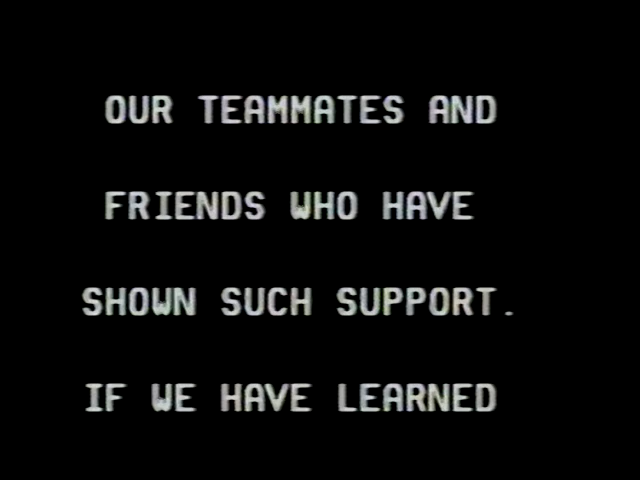 OUR TEAMMATES AND
FRIENDS WHO HAVE
SHOWN SUCH SUPPORT.
IF WE HAVE LEARNED